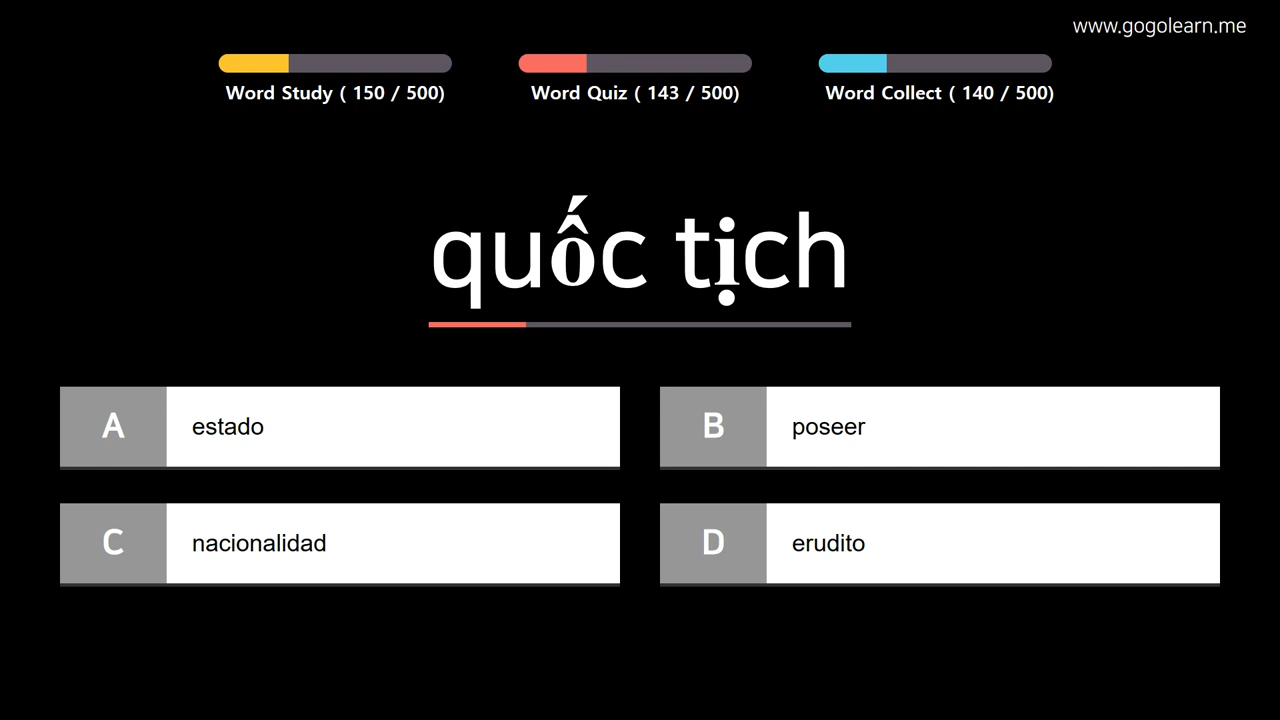 www.gogolearn.me
Word Study ( 150 / 500)
Word Quiz ( 143 / 500)
Word Collect ( 140 / 500)
quốc tịch
A estado
B poseer
C nacionalidad
D erudito